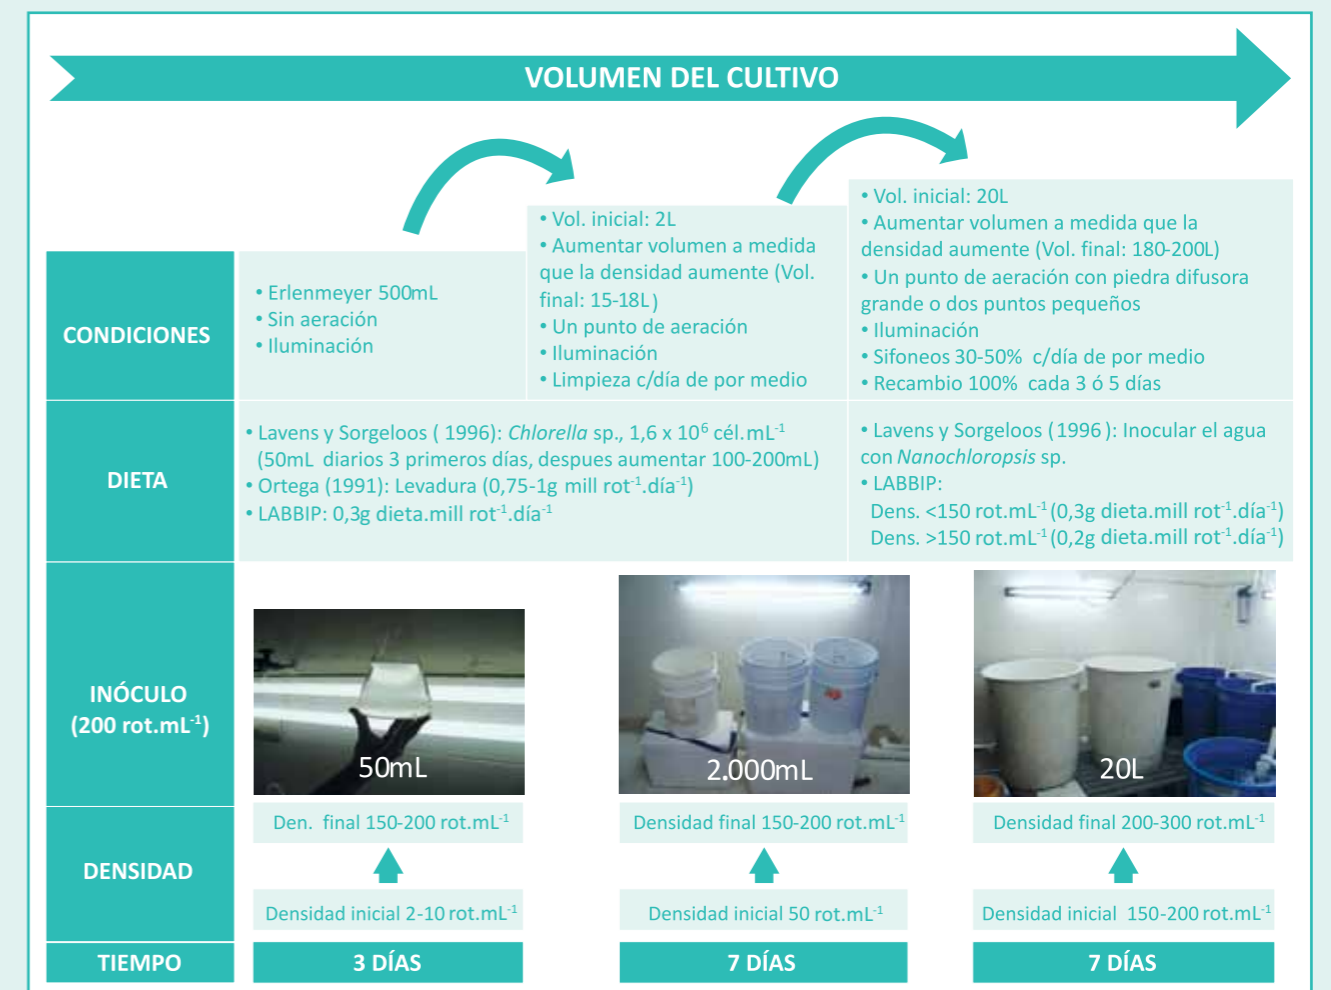 VOLUMEN DEL CULTIVO
CONDICIONES
• Erlenmeyer 500mL
• Sin aeración
• Iluminación
• Vol. inicial: 2L
• Aumentar volumen a medida
que la densidad aumente (Vol.
final: 15-18L)
• Un punto de aeración
• Iluminación
• Limpieza c/día de por medio
• Vol. inicial: 20L
• Aumentar volumen a medida que la
densidad aumente (Vol. final: 180-200L)
• Un punto de aeración con piedra difusora
grande o dos puntos pequeños
• Iluminación
• Sifoneos 30-50% c/día de por medio
• Recambio 100% cada 3 ó 5 días
DIETA
• Lavens y Sorgeloos ( 1996): Chlorella sp., 1,6 x 10⁶ cél.mL⁻¹
(50mL diarios 3 primeros días, despues aumentar 100-200mL)
• Ortega (1991): Levadura (0,75-1g mill rot⁻¹.día⁻¹)
• LABBIP: 0,3g dieta.mill rot⁻¹.día⁻¹
• Lavens y Sorgeloos (1996): Inocular el agua
con Nanochloropsis sp.
• LABBIP:
Dens. <150 rot.mL⁻¹ (0,3g dieta.mill rot⁻¹.día⁻¹)
Dens. >150 rot.mL⁻¹ (0,2g dieta.mill rot⁻¹.día⁻¹)
INÓCULO
(200 rot.mL⁻¹)
50mL
2.000mL
20L
DENSIDAD
Den. final 150-200 rot.mL⁻¹
Densidad final 150-200 rot.mL⁻¹
Densidad final 200-300 rot.mL⁻¹
Densidad inicial 2-10 rot.mL⁻¹
Densidad inicial 50 rot.mL⁻¹
Densidad inicial 150-200 rot.mL⁻¹
TIEMPO
3 DÍAS
7 DÍAS
7 DÍAS